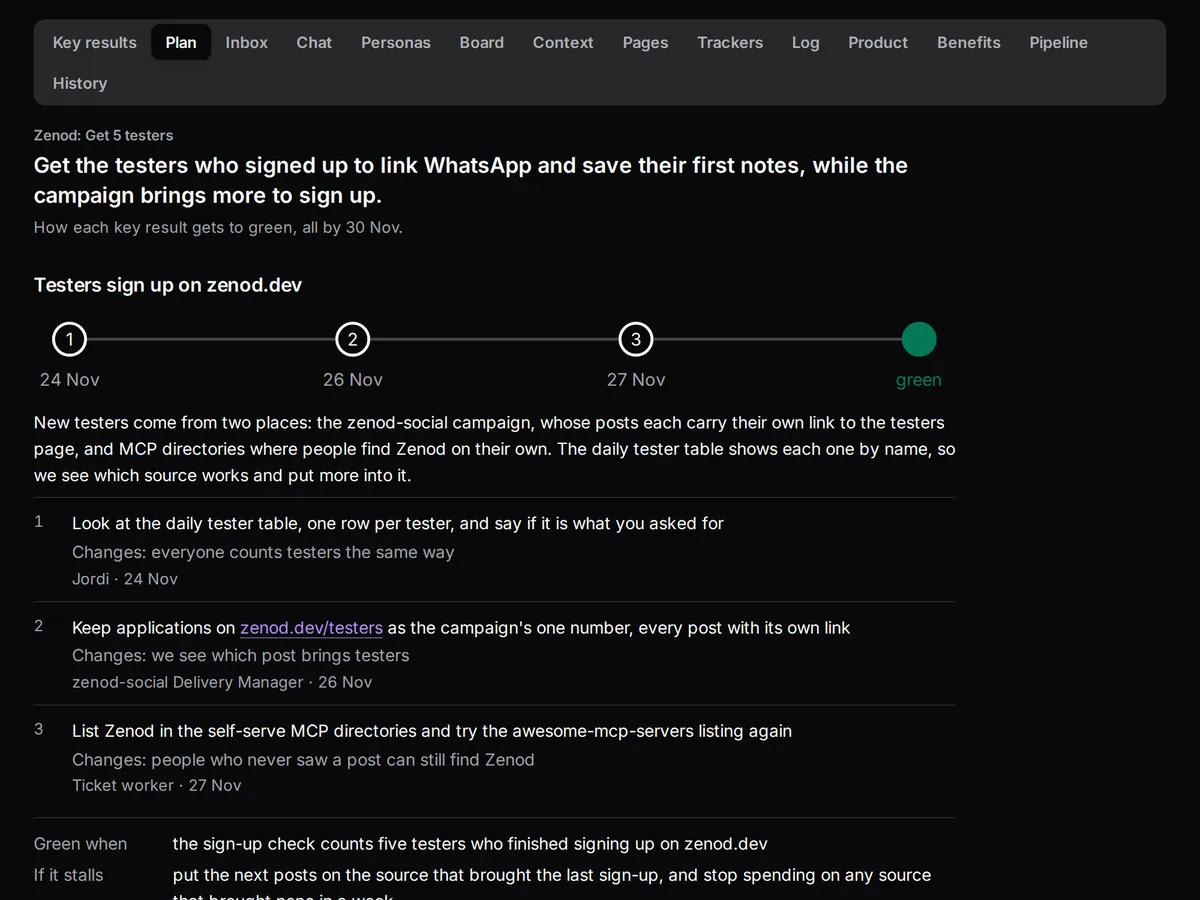 Key results Plan Inbox Chat Personas Board Context Pages Trackers Log Product Benefits Pipeline
History
Zenod: Get 5 testers
Get the testers who signed up to link WhatsApp and save their first notes, while the
campaign brings more to sign up.
How each key result gets to green, all by 30 Nov.
Testers sign up on zenod.dev
1 2 3
24 Nov 26 Nov 27 Nov green
New testers come from two places: the zenod-social campaign, whose posts each carry their own link to the testers
page, and MCP directories where people find Zenod on their own. The daily tester table shows each one by name, so
we see which source works and put more into it.
1 Look at the daily tester table, one row per tester, and say if it is what you asked for
Changes: everyone counts testers the same way
Jordi · 24 Nov
2 Keep applications on zenod.dev/testers as the campaign's one number, every post with its own link
Changes: we see which post brings testers
zenod-social Delivery Manager · 26 Nov
3 List Zenod in the self-serve MCP directories and try the awesome-mcp-servers listing again
Changes: people who never saw a post can still find Zenod
Ticket worker · 27 Nov
Green when the sign-up check counts five testers who finished signing up on zenod.dev
If it stalls put the next posts on the source that brought the last sign-up, and stop spending on any source
that brought none in a week